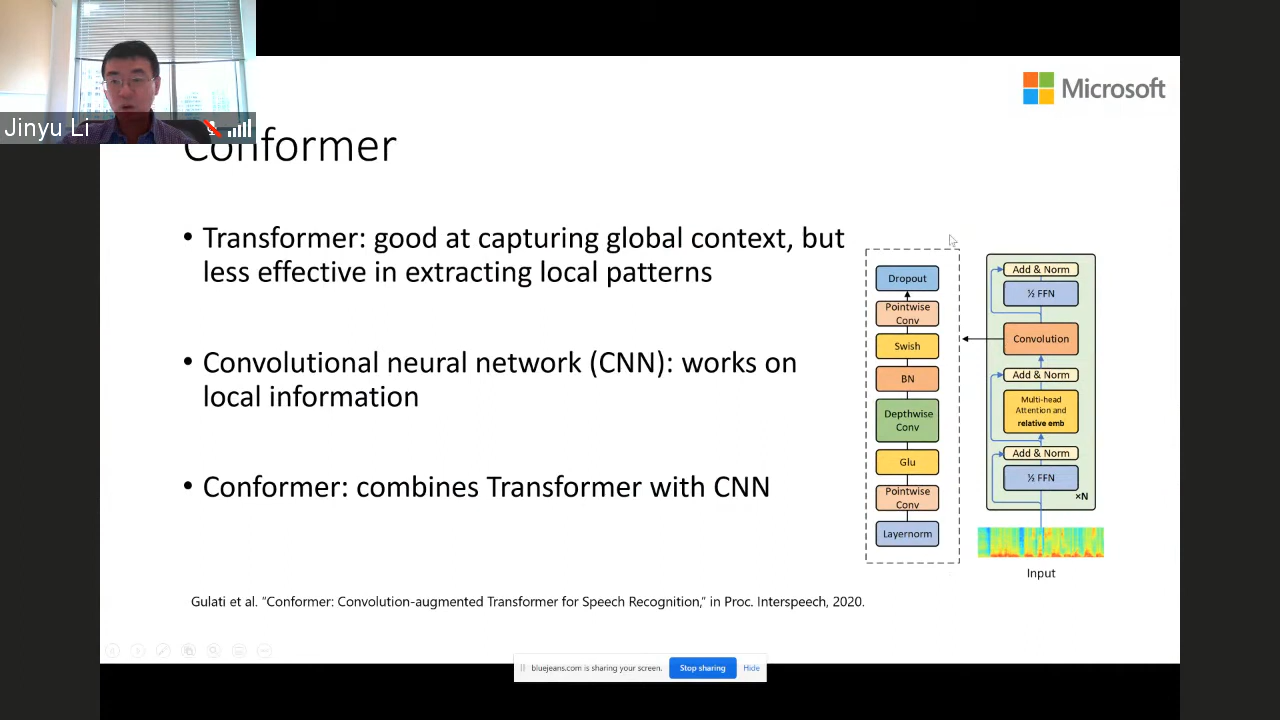 Jinyu Li
Microsoft
Conformer
• Transformer: good at capturing global context, but
less effective in extracting local patterns
• Convolutional neural network (CNN): works on
local information
• Conformer: combines Transformer with CNN
Dropout
Pointwise
Conv
Swish
BN
Depthwise
Conv
Glu
Pointwise
Conv
Layernorm
Add & Norm
½ FFN
Convolution
Add & Norm
Multi-head
Attention and
relative emb
Add & Norm
½ FFN
×N
Input
Gulati et al. “Conformer: Convolution-augmented Transformer for Speech Recognition,” in Proc. Interspeech, 2020.
bluejeans.com is sharing your screen.
Stop sharing
Hide